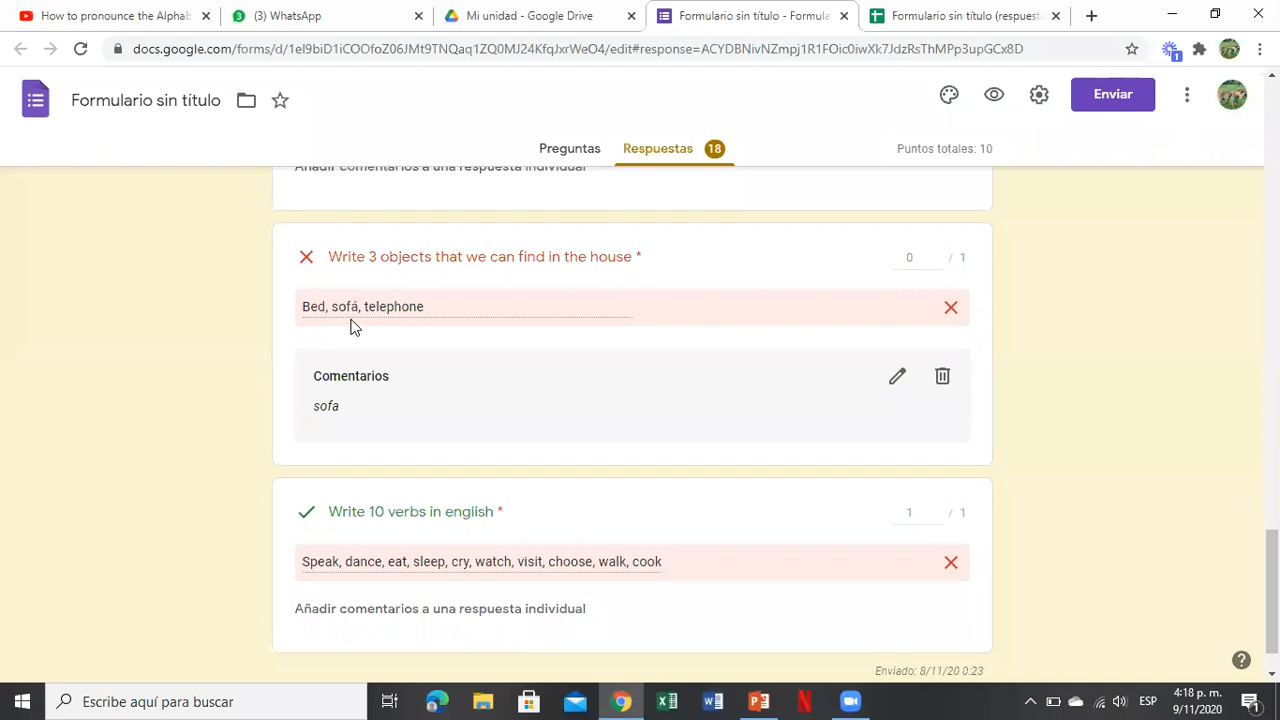 How to pronounce the Alphab
(3) WhatsApp
Mi unidad - Google Drive
Formulario sin título - Formula
Formulario sin título (respuest
docs.google.com/forms/d/1eI9biD1iCOOfoZ06JMt9TNQaq1ZQ0MJ24KfqJxrWeO4/edit#response=ACYDBNivNZmpj1R1FOic0iwXk7JdzRsThMPp3upGCx8D
Formulario sin título
Enviar
Preguntas
Respuestas 18
Puntos totales: 10
Añadir comentarios a una respuesta individual
Write 3 objects that we can find in the house *
0 / 1
Bed, sofá, telephone
Comentarios
sofa
Write 10 verbs in english *
1 / 1
Speak, dance, eat, sleep, cry, watch, visit, choose, walk, cook
Añadir comentarios a una respuesta individual
Enviado: 8/11/20 0:23
Escribe aquí para buscar
ESP
4:18 p. m.
9/11/2020
1